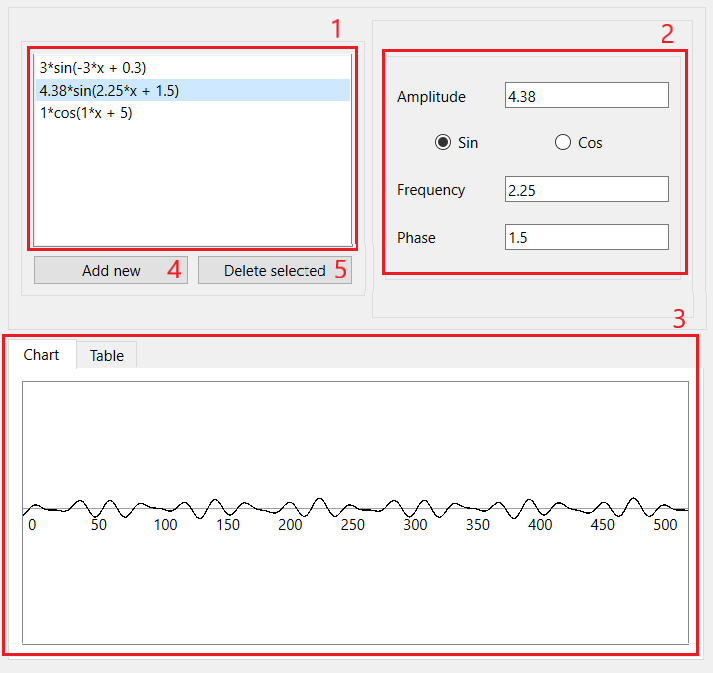 1
2
3*sin(-3*x + 0.3)
4.38*sin(2.25*x + 1.5)
1*cos(1*x + 5)
Amplitude 4.38
Sin Cos
Frequency 2.25
Phase 1.5
Add new 4 Delete selected 5
3
Chart Table
0 50 100 150 200 250 300 350 400 450 500